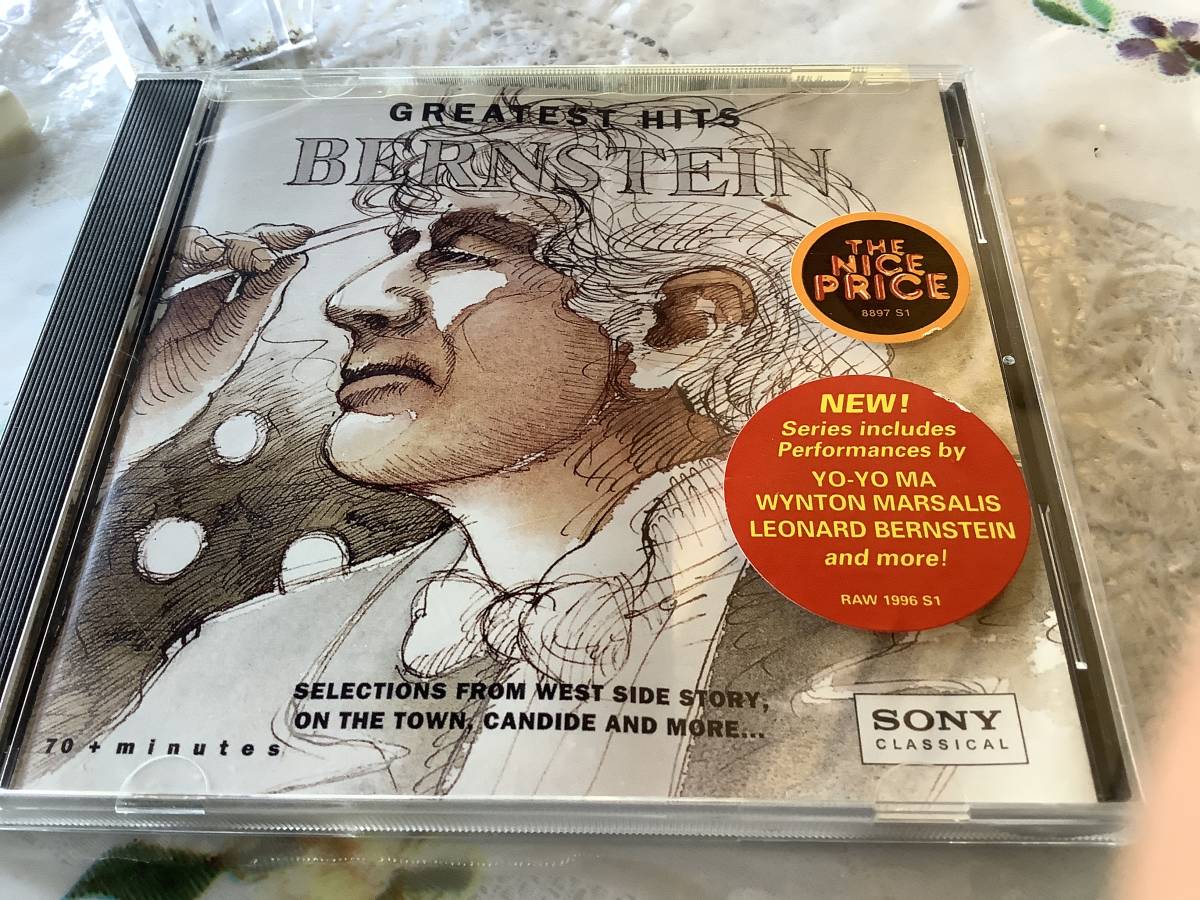 GREATEST HITS
BERNSTEIN
THE
NICE
PRICE
8897 S1
NEW!
Series includes
Performances by
YO-YO MA
WYNTON MARSALIS
LEONARD BERNSTEIN
and more!
RAW 1996 S1
SELECTIONS FROM WEST SIDE STORY,
ON THE TOWN, CANDIDE AND MORE...
70 + minutes
SONY
CLASSICAL